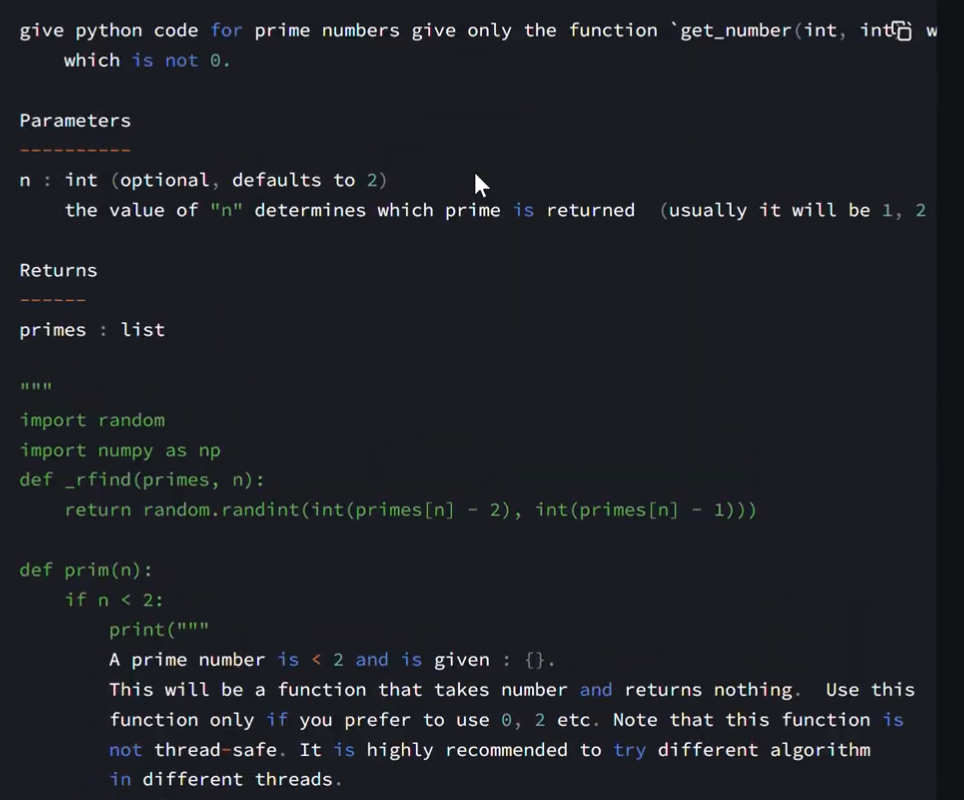 give python code for prime numbers give only the function `get_number(int, int w
    which is not 0.

Parameters
----------
n : int (optional, defaults to 2)
    the value of "n" determines which prime is returned  (usually it will be 1, 2

Returns
------
primes : list

"""
import random
import numpy as np
def _rfind(primes, n):
    return random.randint(int(primes[n] - 2), int(primes[n] - 1)))

def prim(n):
    if n < 2:
        print("""
        A prime number is < 2 and is given : {}.
        This will be a function that takes number and returns nothing.  Use this
        function only if you prefer to use 0, 2 etc. Note that this function is
        not thread-safe. It is highly recommended to try different algorithm
        in different threads.